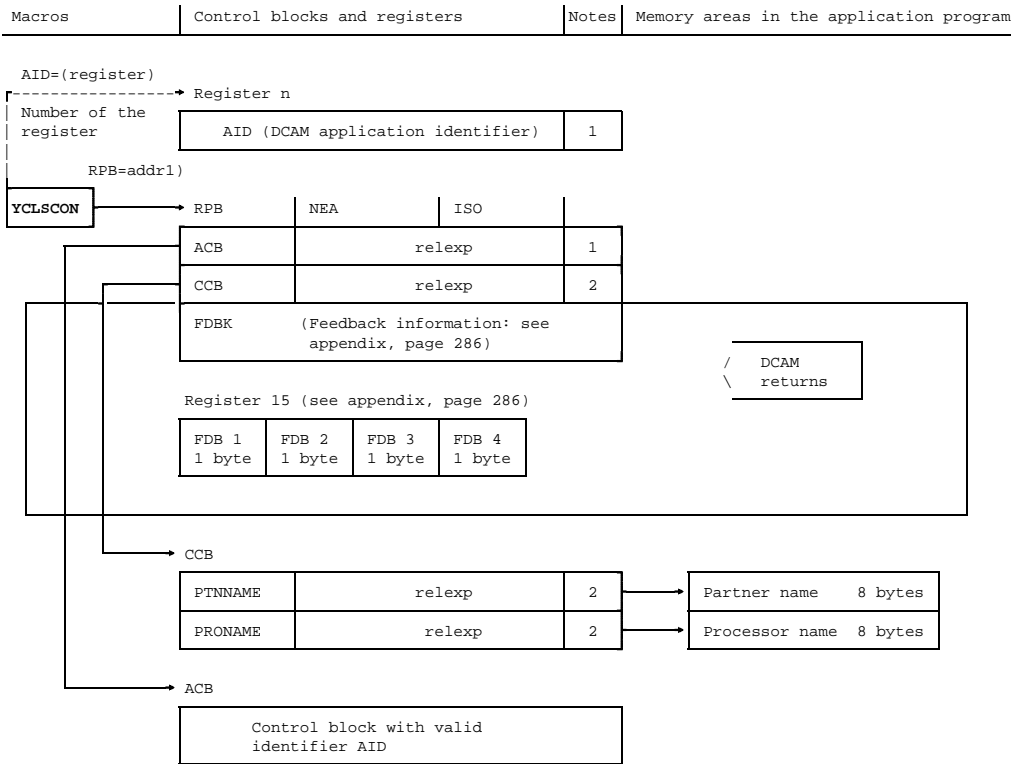 Macros Control blocks and registers Notes Memory areas in the application program
AID=(register)
Register n
Number of the
register
AID (DCAM application identifier) 1
RPB=addr1)
YCLSCON RPB NEA ISO
ACB relexp 1
CCB relexp 2
FDBK (Feedback information: see
appendix, page 286)
/ DCAM
\ returns
Register 15 (see appendix, page 286)
FDB 1 FDB 2 FDB 3 FDB 4
1 byte 1 byte 1 byte 1 byte
CCB
PTNNAME relexp 2 Partner name 8 bytes
PRONAME relexp 2 Processor name 8 bytes
ACB
Control block with valid
identifier AID